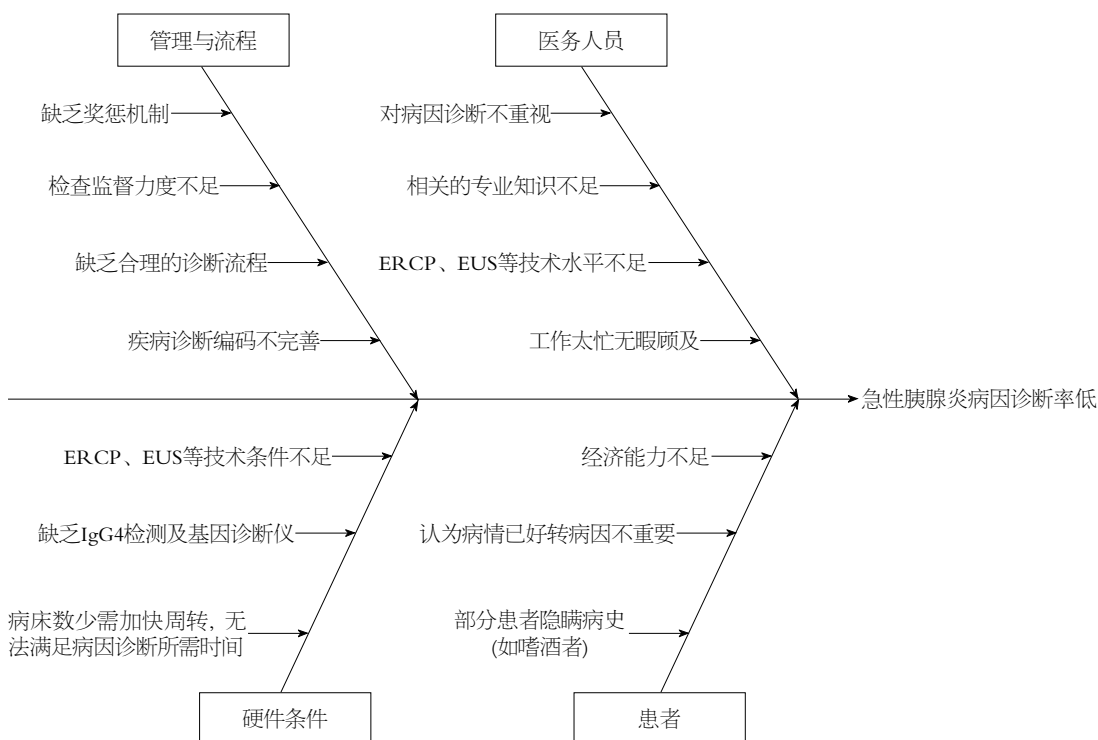 管理与流程
医务人员
缺乏奖惩机制
对病因诊断不重视
检查监督力度不足
相关的专业知识不足
缺乏合理的诊断流程
ERCP、EUS等技术水平不足
疾病诊断编码不完善
工作太忙无暇顾及
急性胰腺炎病因诊断率低
ERCP、EUS等技术条件不足
经济能力不足
缺乏IgG4检测及基因诊断仪
认为病情已好转病因不重要
病床数少需加快周转, 无
法满足病因诊断所需时间
部分患者隐瞒病史
(如嗜酒者)
硬件条件
患者